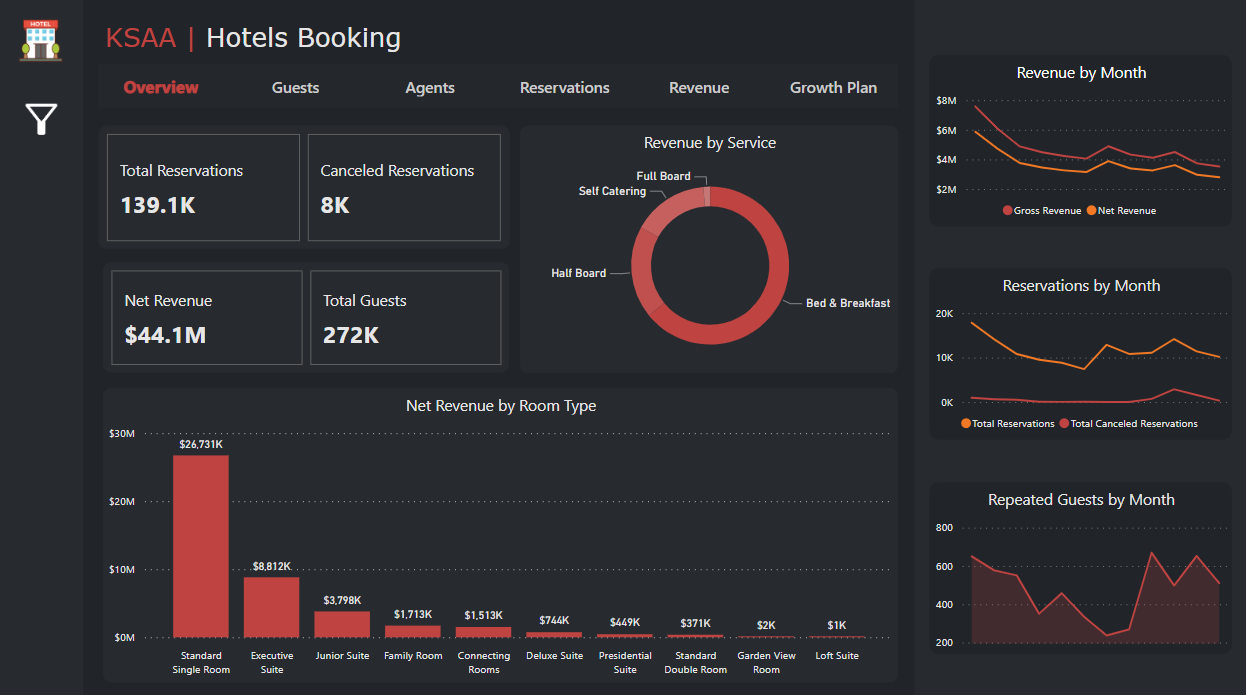 HOTEL
KSAA | Hotels Booking
Overview Guests Agents Reservations Revenue Growth Plan
Total Reservations
139.1K
Canceled Reservations
8K
Net Revenue
$44.1M
Total Guests
272K
Revenue by Service
Full Board
Self Catering
Half Board
Bed & Breakfast
Net Revenue by Room Type
$30M
$20M
$10M
$0M
$26,731K
$8,812K
$3,798K
$1,713K
$1,513K
$744K
$449K
$371K
$2K
$1K
Standard
Single Room
Executive
Suite
Junior Suite
Family Room
Connecting
Rooms
Deluxe Suite
Presidential
Suite
Standard
Double Room
Garden View
Room
Loft Suite
Revenue by Month
$8M
$6M
$4M
$2M
Gross Revenue Net Revenue
Reservations by Month
20K
10K
0K
Total Reservations Total Canceled Reservations
Repeated Guests by Month
800
600
400
200